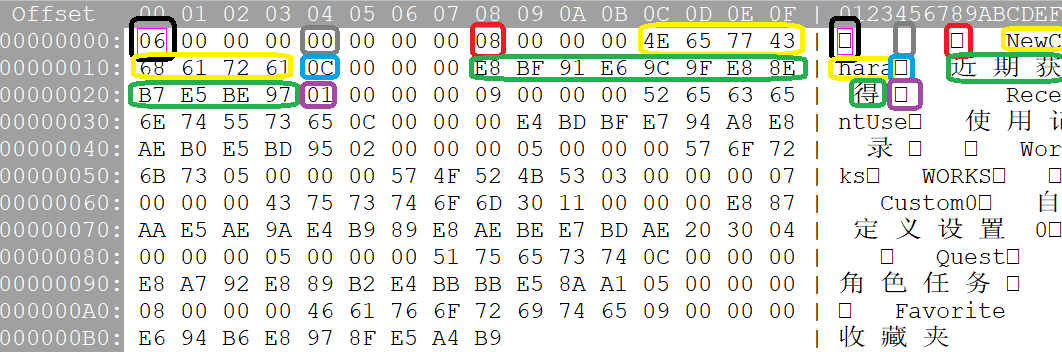 Offset 00 01 02 03 04 05 06 07 08 09 0A 0B 0C 0D 0E 0F | 0123456789ABCDEF
00000000: 06 00 00 00 00 00 00 00 08 00 00 00 4E 65 77 43 | □ □ □ NewC
00000010: 68 61 72 61 0C 00 00 00 E8 BF 91 E6 9C 9F E8 8E | hara□ 近期获
00000020: B7 E5 BE 97 01 00 00 00 09 00 00 00 52 65 63 65 | 得□ Rece
00000030: 6E 74 55 73 65 0C 00 00 00 E4 BD BF E7 94 A8 E8 | ntUse□ 使用记
00000040: AE B0 E5 BD 95 02 00 00 00 05 00 00 00 57 6F 72 | 录□ □ Wor
00000050: 6B 73 05 00 00 00 57 4F 52 4B 53 03 00 00 00 07 | ks□ WORKS□ □
00000060: 00 00 00 43 75 73 74 6F 6D 30 11 00 00 00 E8 87 | Custom0□ 自
00000070: AA E5 AE 9A E4 B9 89 E8 AE BE E7 BD AE 20 30 04 | 定义设置 0□
00000080: 00 00 00 05 00 00 00 51 75 65 73 74 0C 00 00 00 | □ Quest□
00000090: E8 A7 92 E8 89 B2 E4 BB BB E5 8A A1 05 00 00 00 | 角色任务□
000000A0: 08 00 00 00 46 61 76 6F 72 69 74 65 09 00 00 00 | □ Favorite
000000B0: E6 94 B6 E8 97 8F E5 A4 B9 | 收藏夹